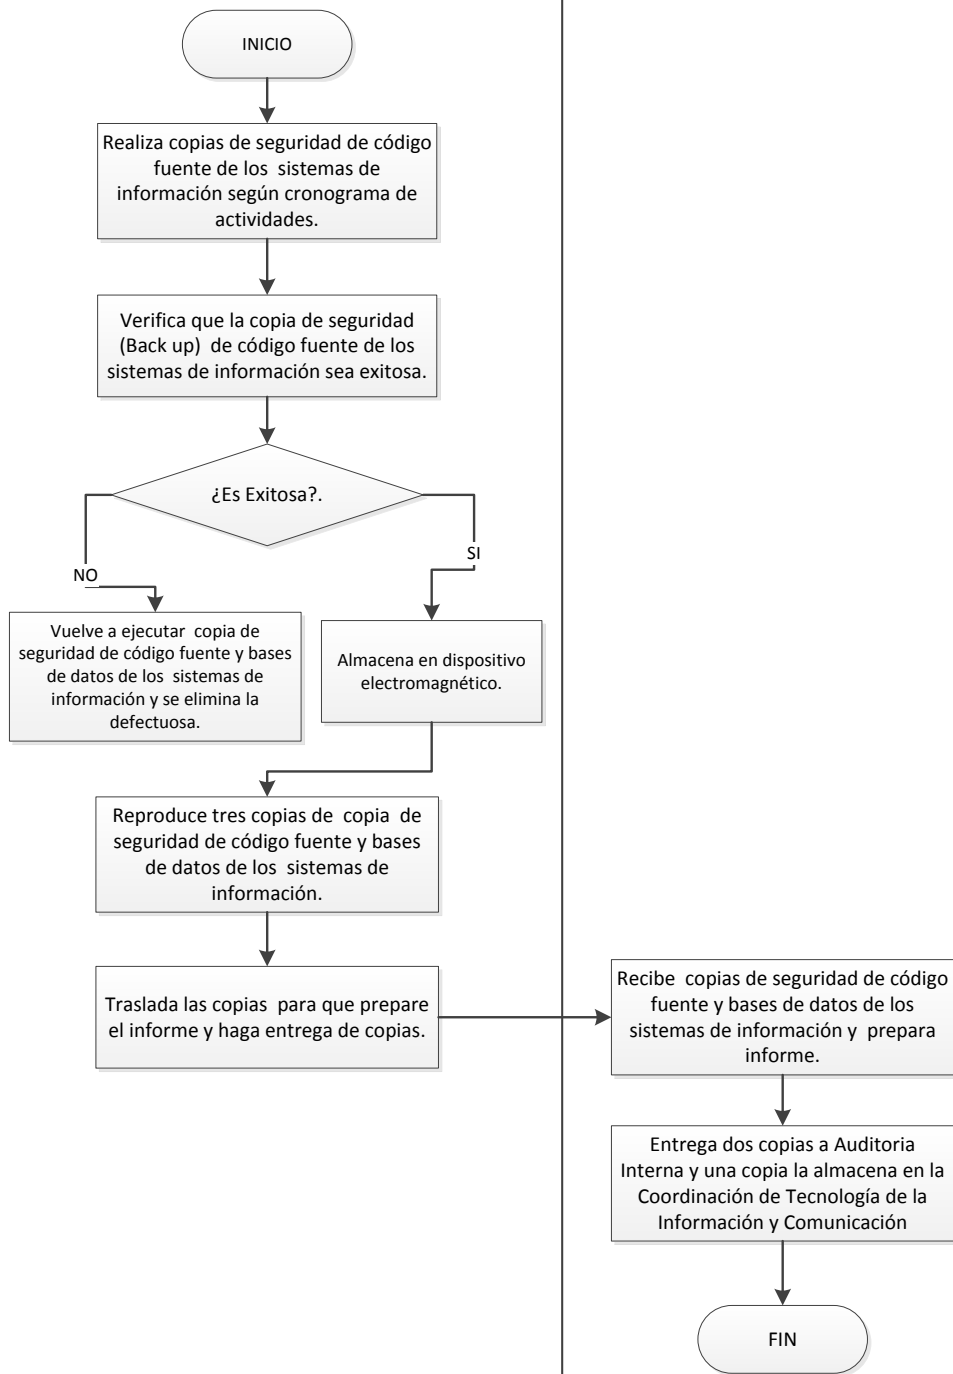 INICIO
Realiza copias de seguridad de código
fuente de los sistemas de
información según cronograma de
actividades.
Verifica que la copia de seguridad
(Back up) de código fuente de los
sistemas de información sea exitosa.
¿Es Exitosa?.
NO
SI
Vuelve a ejecutar copia de
seguridad de código fuente y bases
de datos de los sistemas de
información y se elimina la
defectuosa.
Almacena en dispositivo
electromagnético.
Reproduce tres copias de copia de
seguridad de código fuente y bases
de datos de los sistemas de
información.
Traslada las copias para que prepare
el informe y haga entrega de copias.
Recibe copias de seguridad de código
fuente y bases de datos de los
sistemas de información y prepara
informe.
Entrega dos copias a Auditoria
Interna y una copia la almacena en la
Coordinación de Tecnología de la
Información y Comunicación
FIN